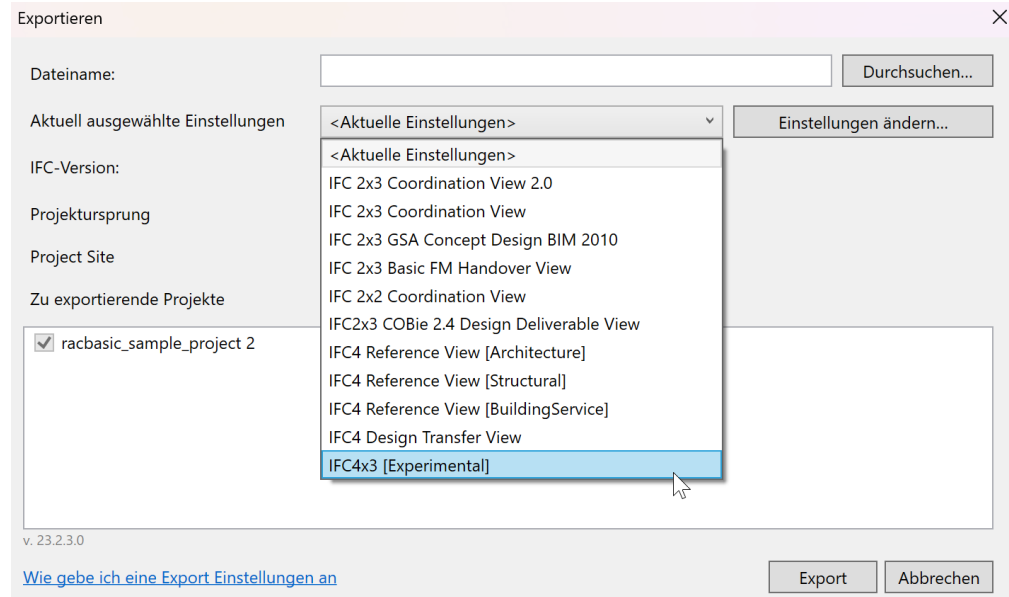 Exportieren
Dateiname:
Durchsuchen...
Aktuell ausgewählte Einstellungen
<Aktuelle Einstellungen>
Einstellungen ändern...
<Aktuelle Einstellungen>
IFC-Version:
IFC 2x3 Coordination View 2.0
IFC 2x3 Coordination View
Projektursprung
IFC 2x3 GSA Concept Design BIM 2010
Project Site
IFC 2x3 Basic FM Handover View
Zu exportierende Projekte
IFC 2x2 Coordination View
IFC2x3 COBie 2.4 Design Deliverable View
racbasic_sample_project 2
IFC4 Reference View [Architecture]
IFC4 Reference View [Structural]
IFC4 Reference View [BuildingService]
IFC4 Design Transfer View
IFC4x3 [Experimental]
v. 23.2.3.0
Wie gebe ich eine Export Einstellungen an
Export
Abbrechen